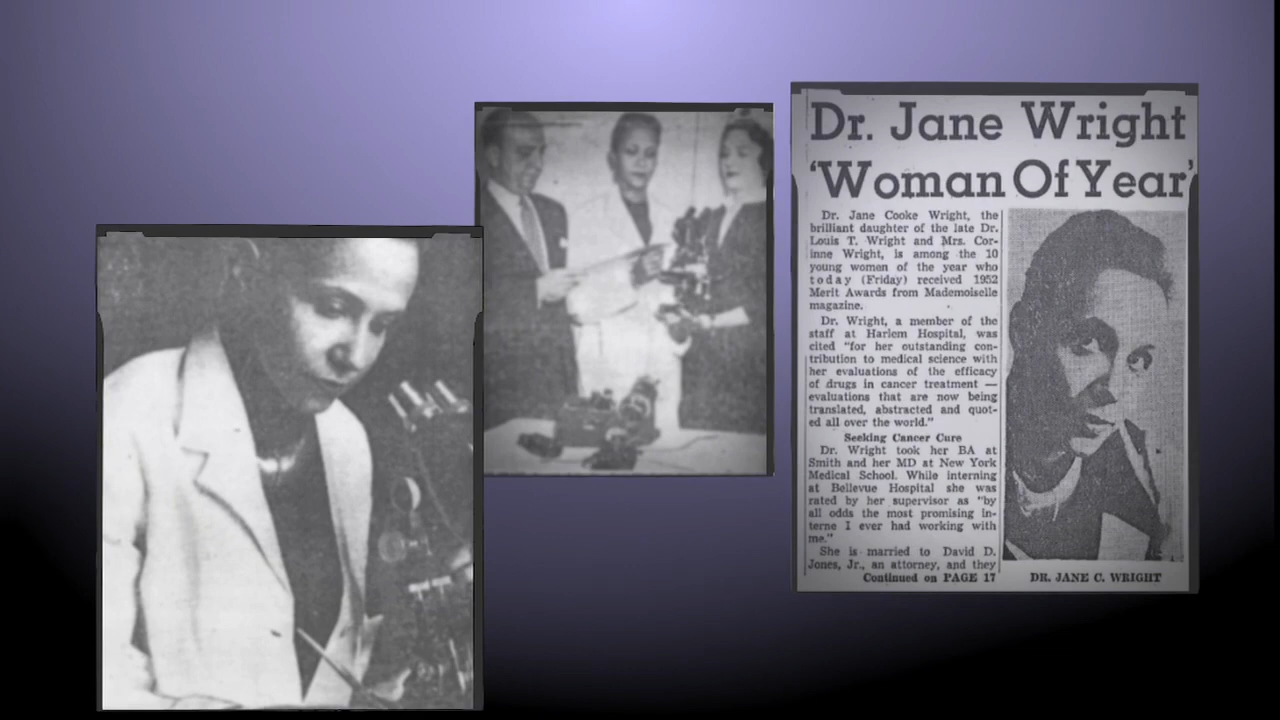 Dr. Jane Wright
'Woman Of Year'
Dr. Jane Cooke Wright, the
brilliant daughter of the late Dr.
Louis T. Wright and Mrs. Cor-
inne Wright, is among the 10
young women of the year who
today (Friday) received 1952
Merit Awards from Mademoiselle
magazine.
Dr. Wright, a member of the
staff at Harlem Hospital, was
cited "for her outstanding con-
tribution to medical science with
her evaluations of the efficacy
of drugs in cancer treatment —
evaluations that are now being
translated, abstracted and quot-
ed all over the world."
Seeking Cancer Cure
Dr. Wright took her BA at
Smith and her MD at New York
Medical School. While interning
at Bellevue Hospital she was
rated by her supervisor as "by
all odds the most promising in-
terne I ever had working with
me."
She is married to David D.
Jones, Jr., an attorney, and they
Continued on PAGE 17
DR. JANE C. WRIGHT